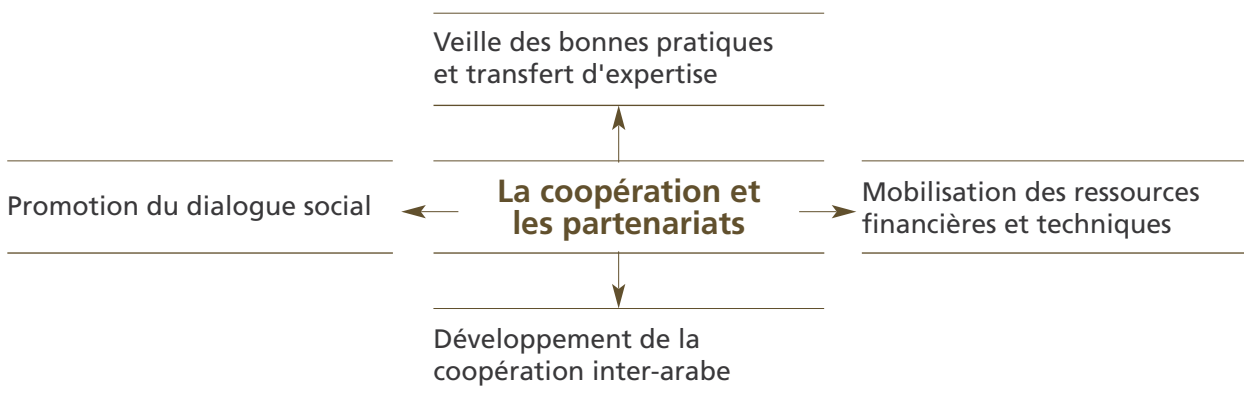 Veille des bonnes pratiques
et transfert d'expertise
Promotion du dialogue social
La coopération et
les partenariats
Mobilisation des ressources
financières et techniques
Développement de la
coopération inter-arabe